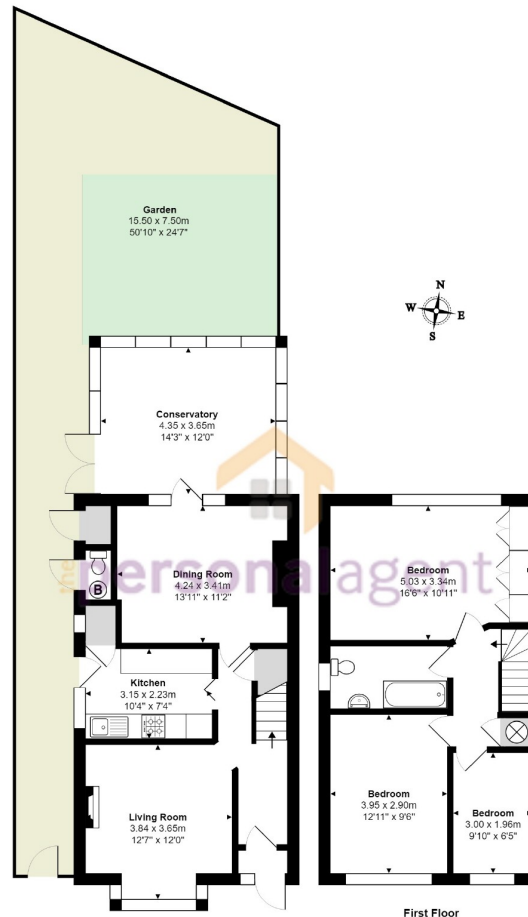 Garden
15.50 x 7.50m
50'10" x 24'7"
N
W
E
S
Conservatory
4.35 x 3.65m
14'3" x 12'0"
the personalagent
Dining Room
4.24 x 3.41m
13'11" x 11'2"
B
Kitchen
3.15 x 2.23m
10'4" x 7'4"
Living Room
3.84 x 3.65m
12'7" x 12'0"
Bedroom
5.03 x 3.34m
16'6" x 10'11"
Bedroom
3.95 x 2.90m
12'11" x 9'6"
Bedroom
3.00 x 1.96m
9'10" x 6'5"
First Floor